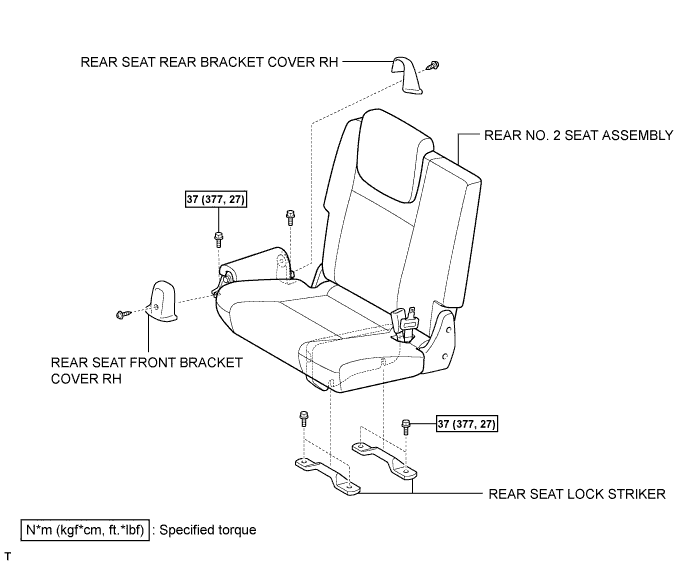 REAR SEAT REAR BRACKET COVER RH
REAR NO. 2 SEAT ASSEMBLY
37 (377, 27)
REAR SEAT FRONT BRACKET
COVER RH
37 (377, 27)
REAR SEAT LOCK STRIKER
N*m (kgf*cm, ft.*lbf) : Specified torque
T